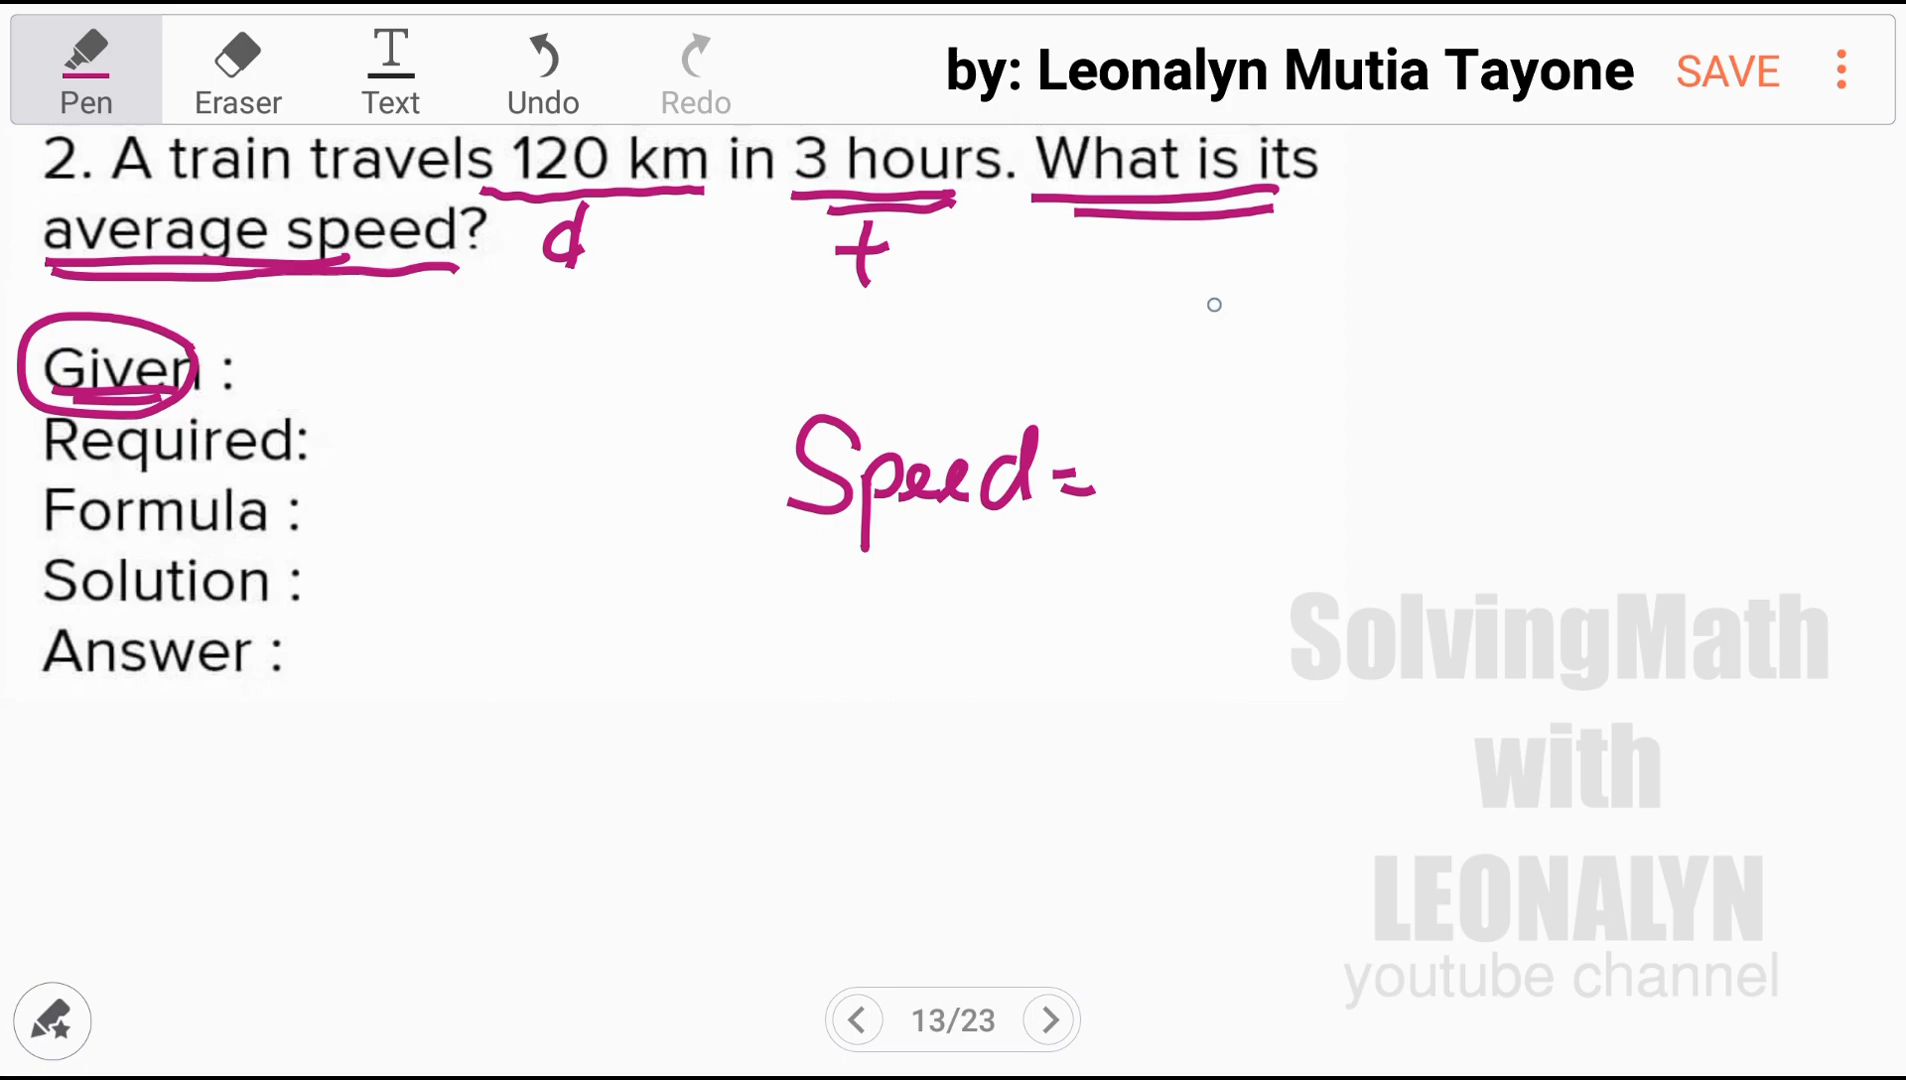 Pen
Eraser
Text
Undo
Redo
by: Leonalyn Mutia Tayone
SAVE
2. A train travels 120 km in 3 hours. What is its
average speed?
d
t
Given :
Required:
Formula :
Solution :
Answer :
Speed=
SolvingMath
with
LEONALYN
youtube channel
13/23